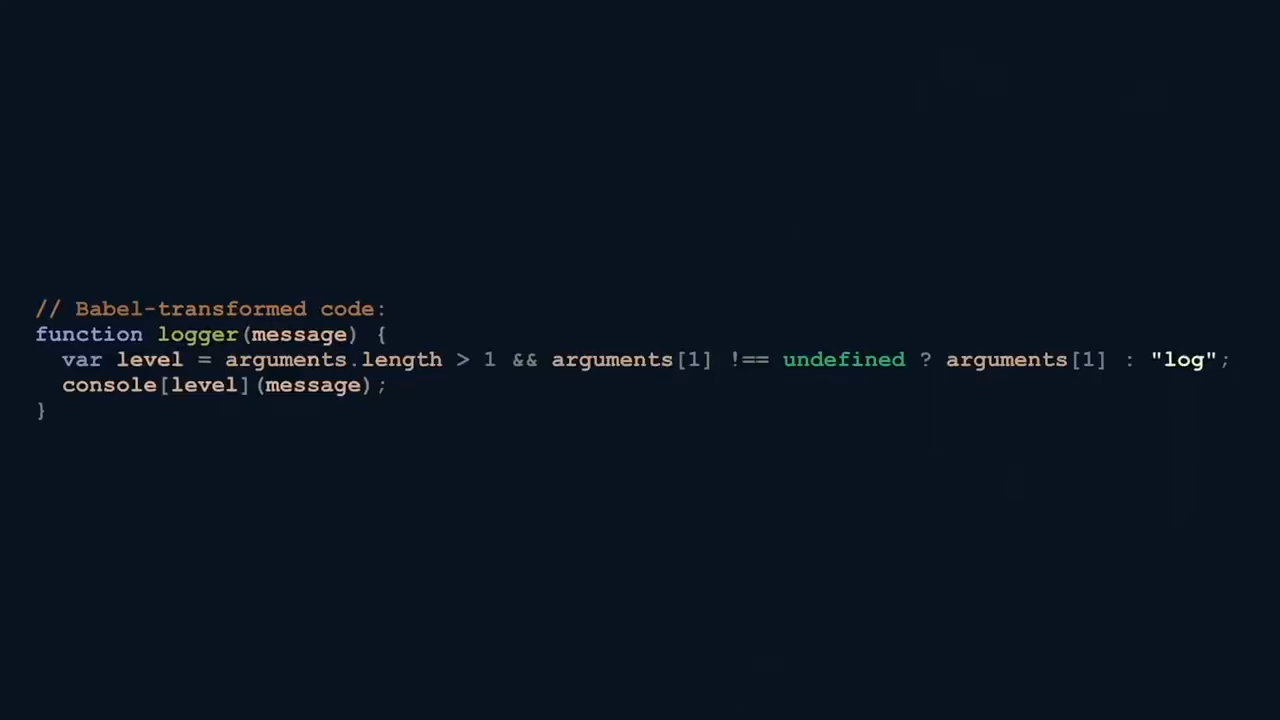 // Babel-transformed code:
function logger(message) {
  var level = arguments.length > 1 && arguments[1] !== undefined ? arguments[1] : "log";
  console[level](message);
}